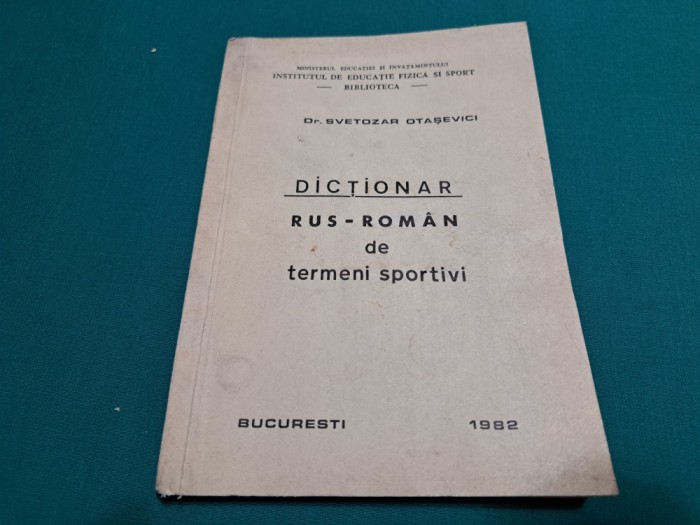 MINISTERUL EDUCAȚIEI ȘI ÎNVĂȚĂMÎNTULUI
INSTITUTUL DE EDUCAȚIE FIZICĂ ȘI SPORT
— BIBLIOTECA —
Dr. SVETOZAR OTAȘEVICI
DICȚIONAR
RUS-ROMÂN
de
termeni sportivi
BUCURESTI 1982